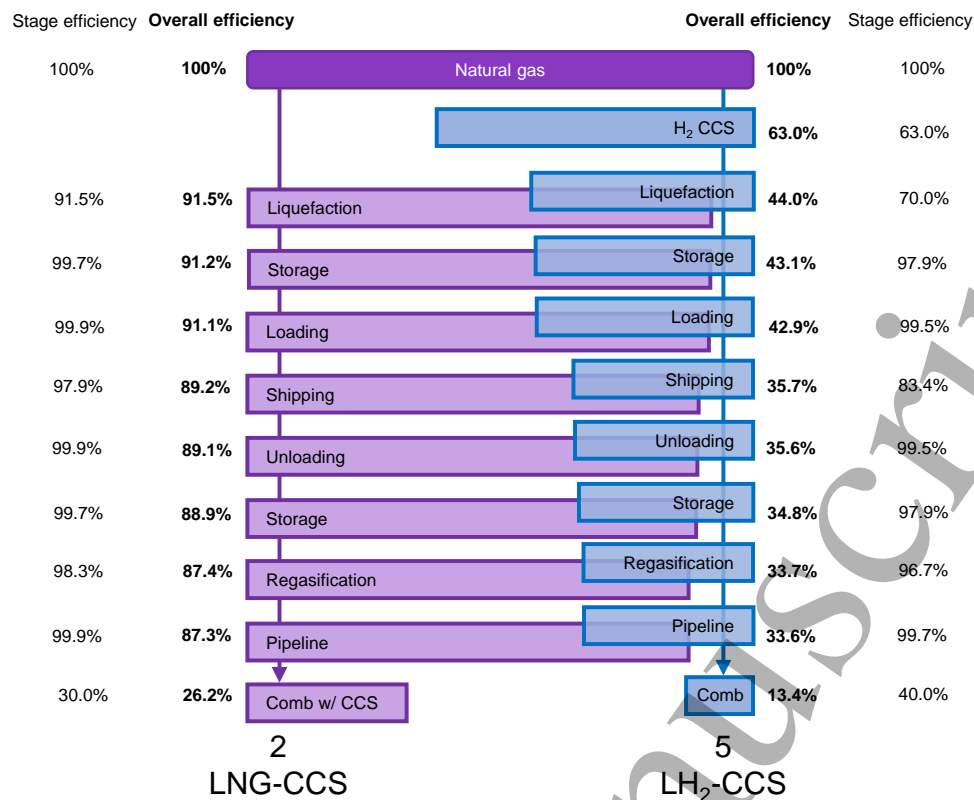 Stage efficiency Overall efficiency Overall efficiency Stage efficiency
100% 100% Natural gas 100% 100%
H₂ CCS 63.0% 63.0%
91.5% 91.5% Liquefaction Liquefaction 44.0% 70.0%
99.7% 91.2% Storage Storage 43.1% 97.9%
99.9% 91.1% Loading Loading 42.9% 99.5%
97.9% 89.2% Shipping Shipping 35.7% 83.4%
99.9% 89.1% Unloading Unloading 35.6% 99.5%
99.7% 88.9% Storage Storage 34.8% 97.9%
98.3% 87.4% Regasification Regasification 33.7% 96.7%
99.9% 87.3% Pipeline Pipeline 33.6% 99.7%
30.0% 26.2% Comb w/ CCS Comb 13.4% 40.0%
2 5
LNG-CCS LH₂-CCS